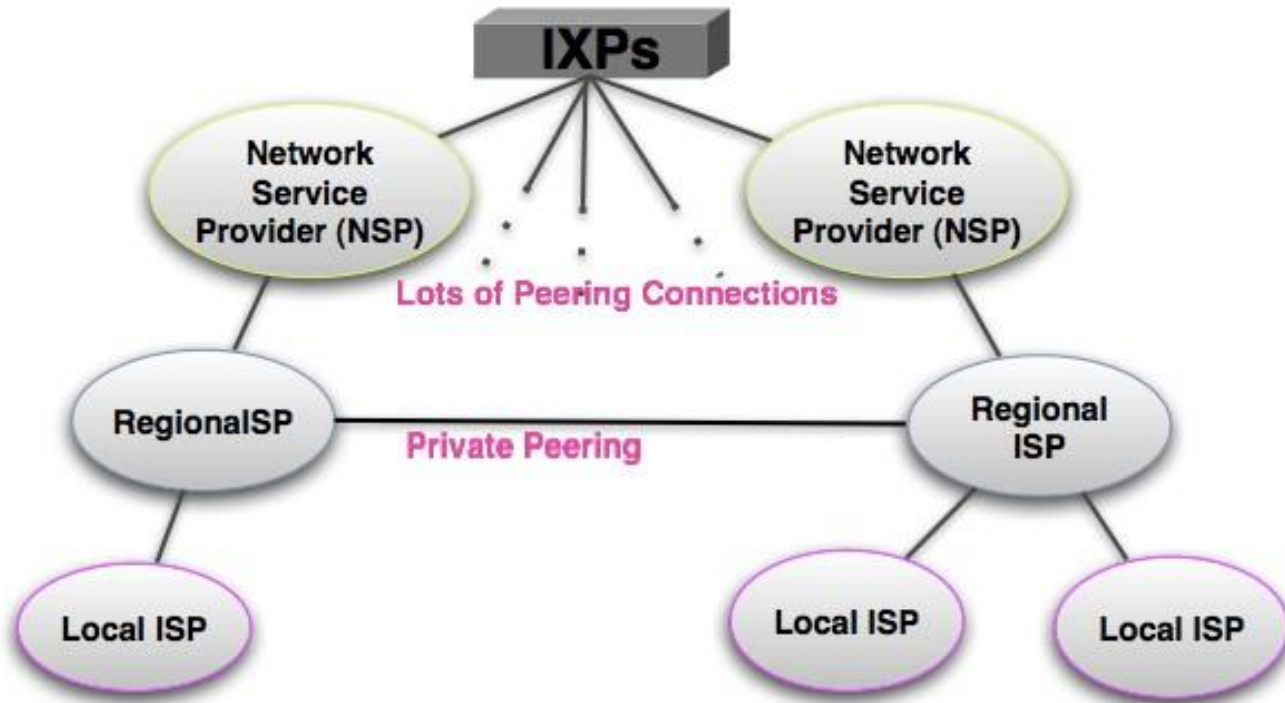 IXPs
Network
Service
Provider (NSP)
Network
Service
Provider (NSP)
Lots of Peering Connections
RegionalSP
Private Peering
Regional
ISP
Local ISP
Local ISP
Local ISP